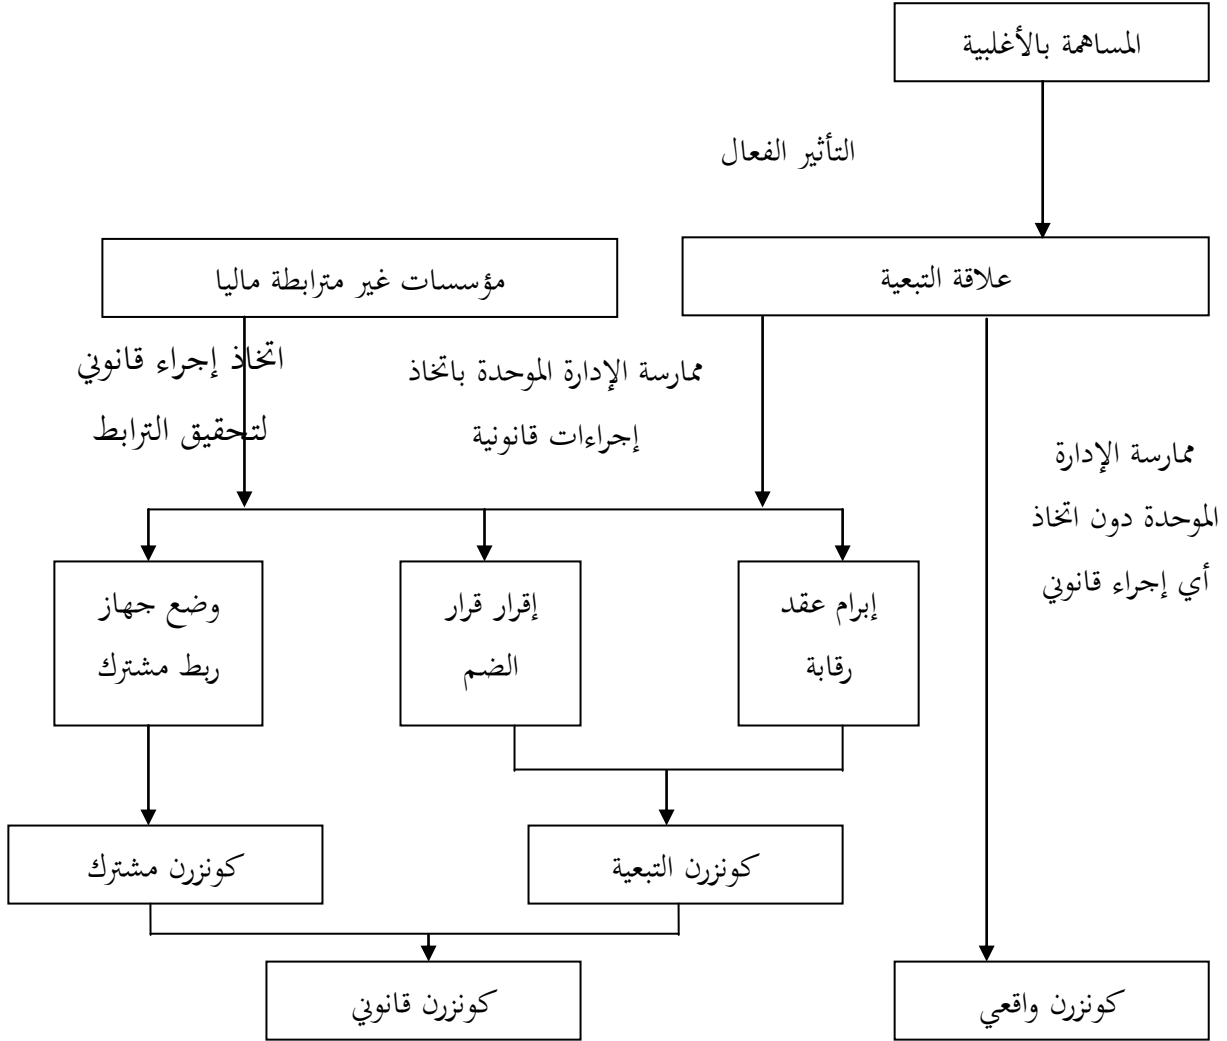 المساهمة بالأغلبية
التأثير الفعال
علاقة التبعية
مؤسسات غير مترابطة ماليا
ممارسة الإدارة الموحدة باتخاذ
إجراءات قانونية
اتخاذ إجراء قانوني
لتحقيق الترابط
ممارسة الإدارة
الموحدة دون اتخاذ
أي إجراء قانوني
إبرام عقد
رقابة
إقرار قرار
الضم
وضع جهاز
ربط مشترك
كونزرن التبعية
كونزرن مشترك
كونزرن واقعي
كونزرن قانوني